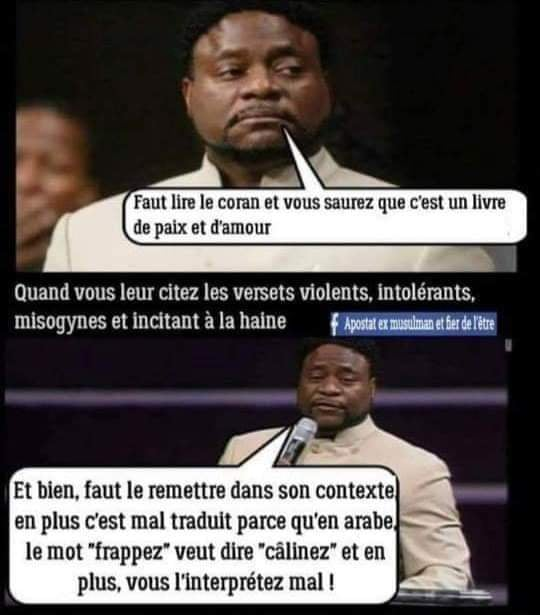 Faut lire le coran et vous saurez que c'est un livre
de paix et d'amour
Quand vous leur citez les versets violents, intolérants,
misogynes et incitant à la haine
f Apostat ex musulman et fier de l'être
Et bien, faut le remettre dans son contexte
en plus c'est mal traduit parce qu'en arabe,
le mot "frappez" veut dire "câlinez" et en
plus, vous l'interprétez mal !